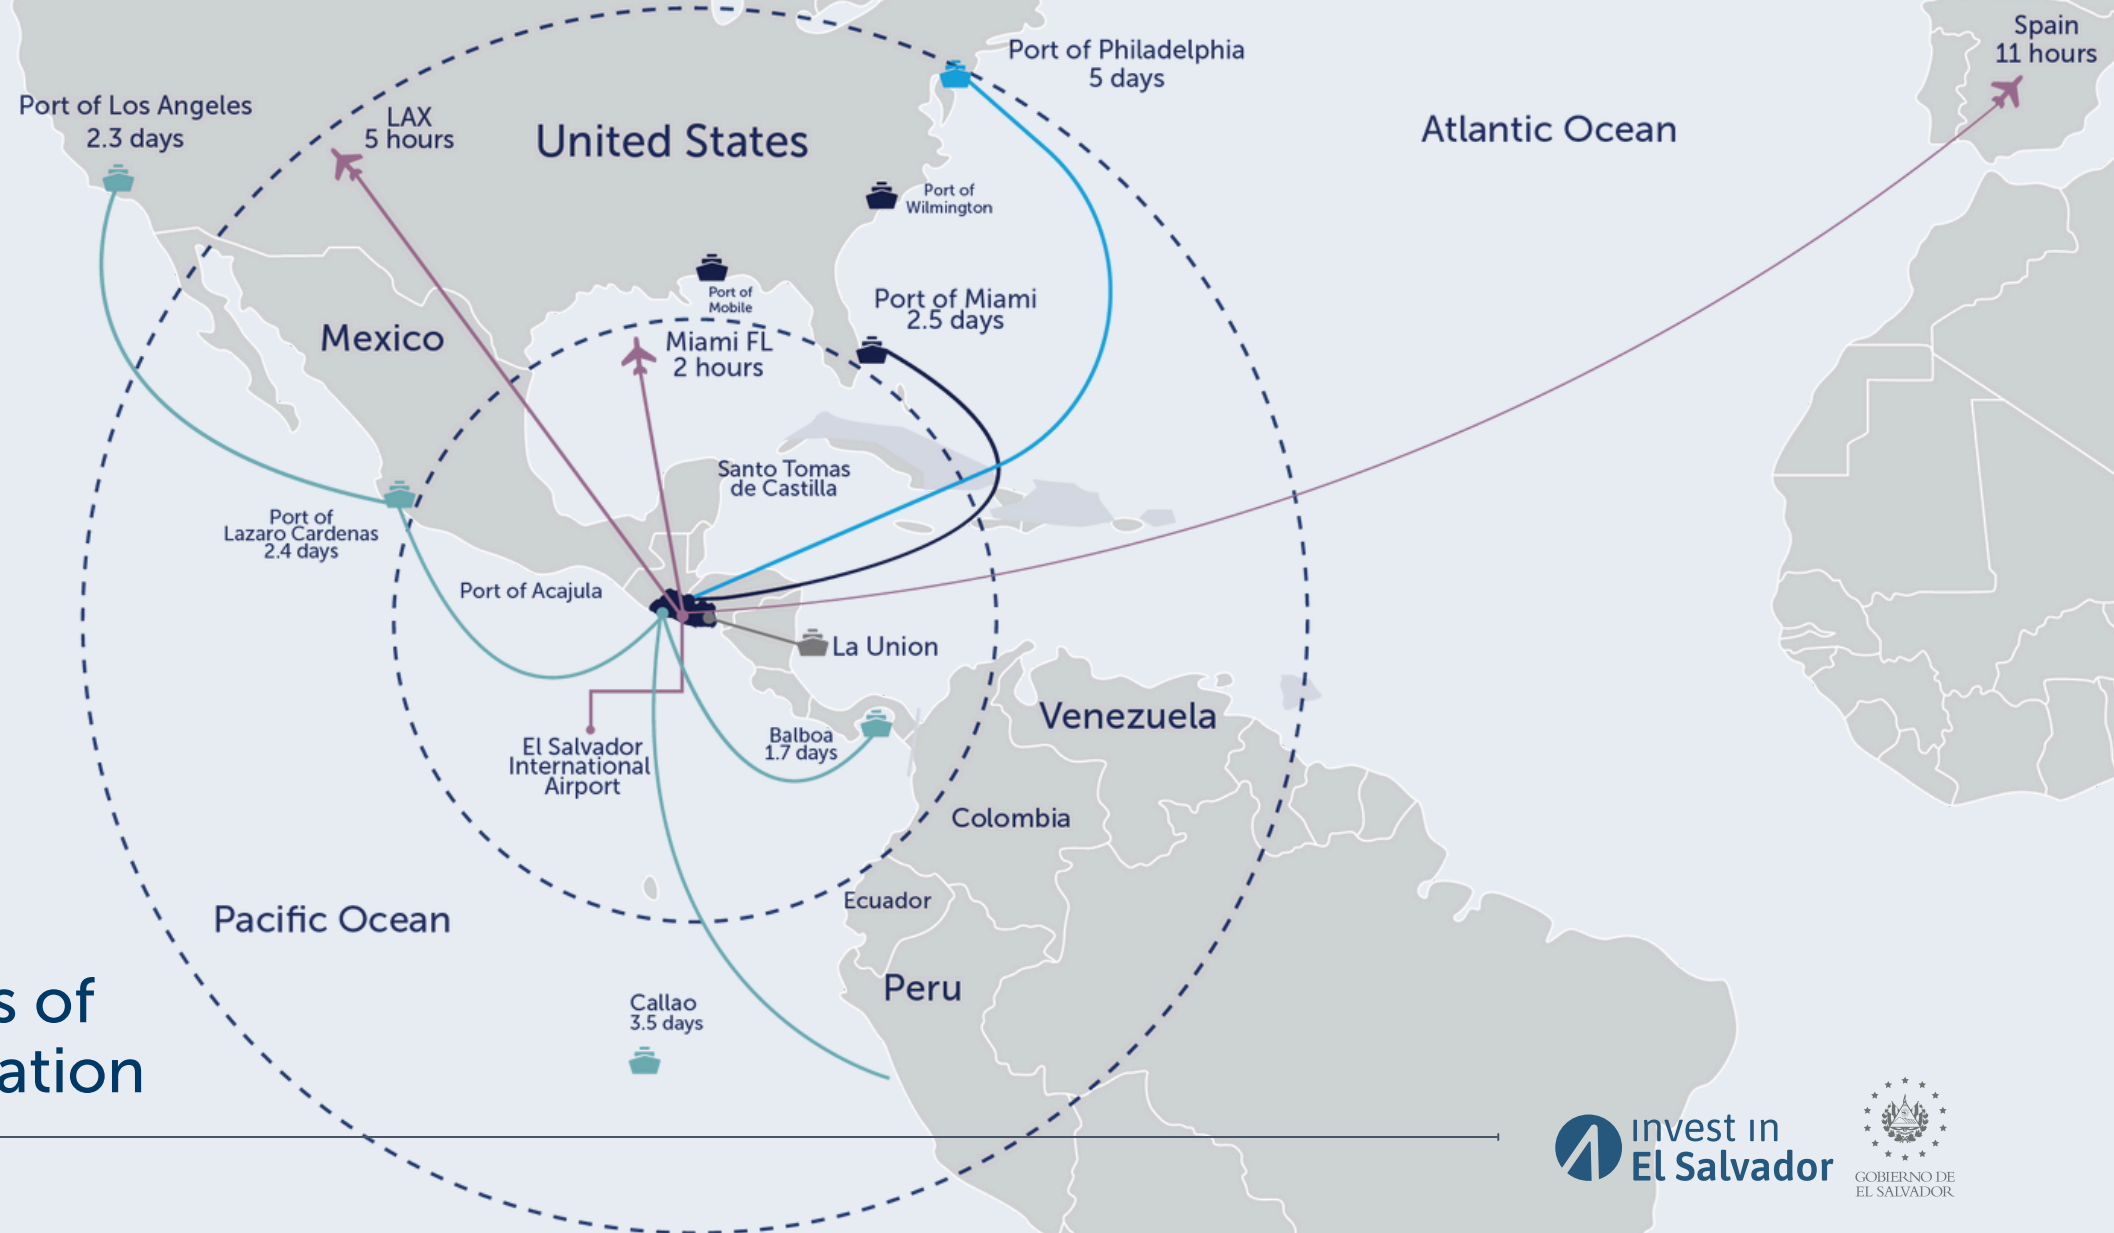 Spain
11 hours
Port of Philadelphia
5 days
Port of Los Angeles
2.3 days
LAX
5 hours
United States
Atlantic Ocean
Port of
Wilmington
Port of
Mobile
Port of Miami
2.5 days
Mexico
Miami FL
2 hours
Santo Tomas
de Castilla
Port of
Lazaro Cardenas
2.4 days
Port of Acajula
La Union
Venezuela
El Salvador
International
Airport
Balboa
1.7 days
Colombia
Ecuador
Pacific Ocean
Peru
s of
ation
Callao
3.5 days
invest in
El Salvador
GOBIERNO DE
EL SALVADOR